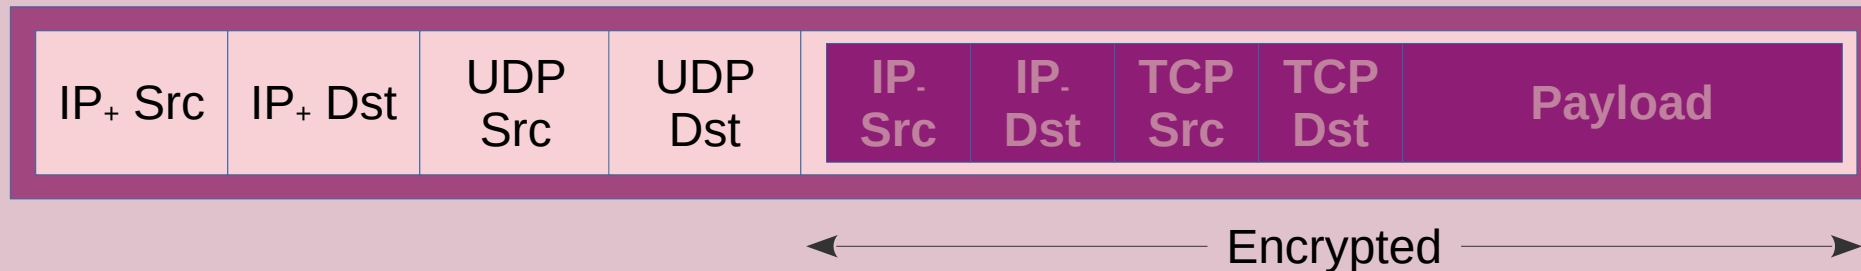 IP₊ Src
IP₊ Dst
UDP
Src
UDP
Dst
IP₋
Src
IP₋
Dst
TCP
Src
TCP
Dst
Payload
Encrypted